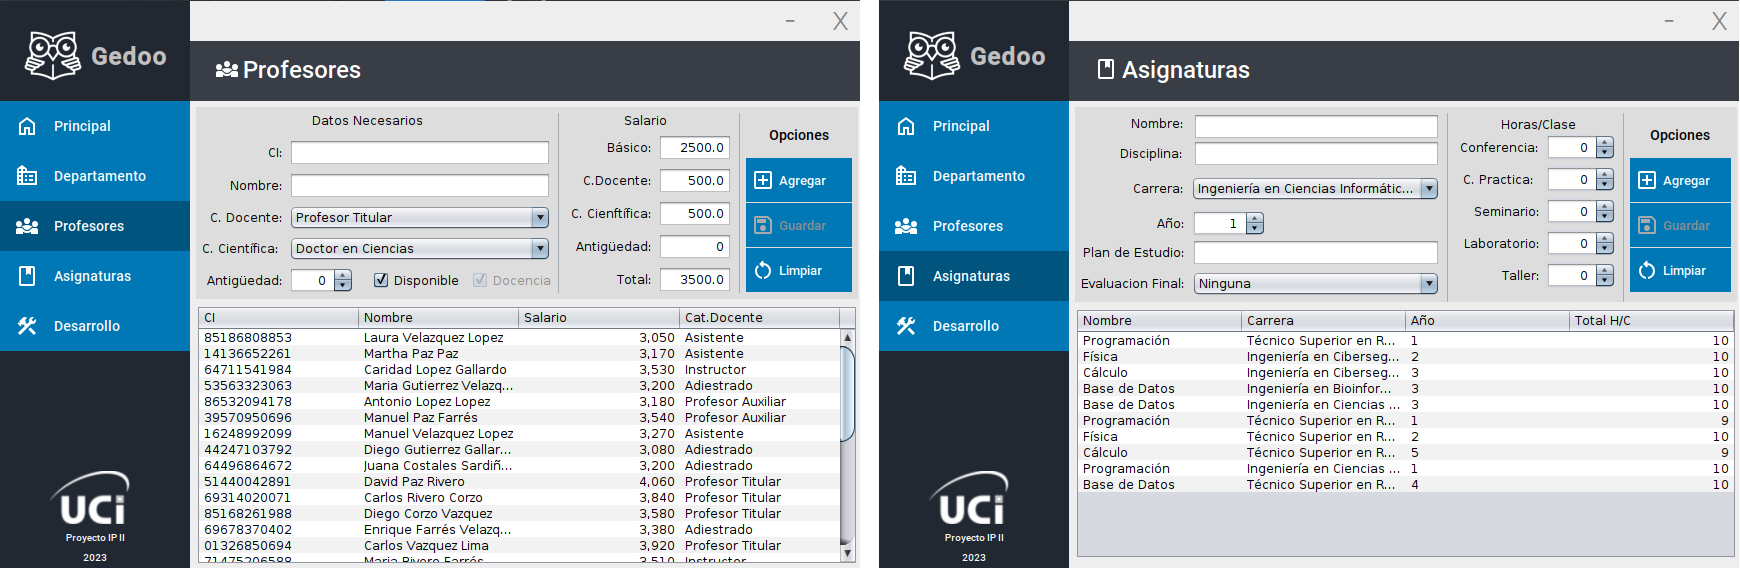 – X
Gedoo
Profesores
Principal
Departamento
Profesores
Asignaturas
Desarrollo
UCi
Proyecto IP II
2023
Datos Necesarios
CI:
Nombre:
C. Docente: Profesor Titular
C. Científica: Doctor en Ciencias
Antigüedad: 0 Disponible Docencia
Salario
Básico: 2500.0
C.Docente: 500.0
C. Cienftífica: 500.0
Antigüedad: 0
Total: 3500.0
Opciones
Agregar
Guardar
Limpiar
CI Nombre Salario Cat.Docente
85186808853 Laura Velazquez Lopez 3,050 Asistente
14136652261 Martha Paz Paz 3,170 Asistente
64711541984 Caridad Lopez Gallardo 3,530 Instructor
53563323063 Maria Gutierrez Velazq... 3,200 Adiestrado
86532094178 Antonio Lopez Lopez 3,180 Profesor Auxiliar
39570950696 Manuel Paz Farrés 3,540 Profesor Auxiliar
16248992099 Manuel Velazquez Lopez 3,270 Asistente
44247103792 Diego Gutierrez Gallar... 3,080 Adiestrado
64496864672 Juana Costales Sardiñ... 3,200 Adiestrado
51440042891 David Paz Rivero 4,060 Profesor Titular
69314020071 Carlos Rivero Corzo 3,840 Profesor Titular
85168261988 Diego Corzo Vazquez 3,580 Profesor Titular
69678370402 Enrique Farrés Velazq... 3,380 Adiestrado
01326850694 Carlos Vazquez Lima 3,920 Profesor Titular
71475206588 Maria Rivero Farrés 3,510 Instructor
– X
Gedoo
Asignaturas
Principal
Departamento
Profesores
Asignaturas
Desarrollo
UCi
Proyecto IP II
2023
Nombre:
Disciplina:
Carrera: Ingeniería en Ciencias Informátic...
Año: 1
Plan de Estudio:
Evaluacion Final: Ninguna
Horas/Clase
Conferencia: 0
C. Practica: 0
Seminario: 0
Laboratorio: 0
Taller: 0
Opciones
Agregar
Guardar
Limpiar
Nombre Carrera Año Total H/C
Programación Técnico Superior en R... 1 10
Física Ingeniería en Ciberseg... 2 10
Cálculo Ingeniería en Ciberseg... 3 10
Base de Datos Ingeniería en Bioinfor... 3 10
Base de Datos Ingeniería en Ciencias ... 3 10
Programación Técnico Superior en R... 1 9
Física Técnico Superior en R... 2 10
Cálculo Técnico Superior en R... 5 9
Programación Ingeniería en Ciencias ... 1 10
Base de Datos Técnico Superior en R... 4 10